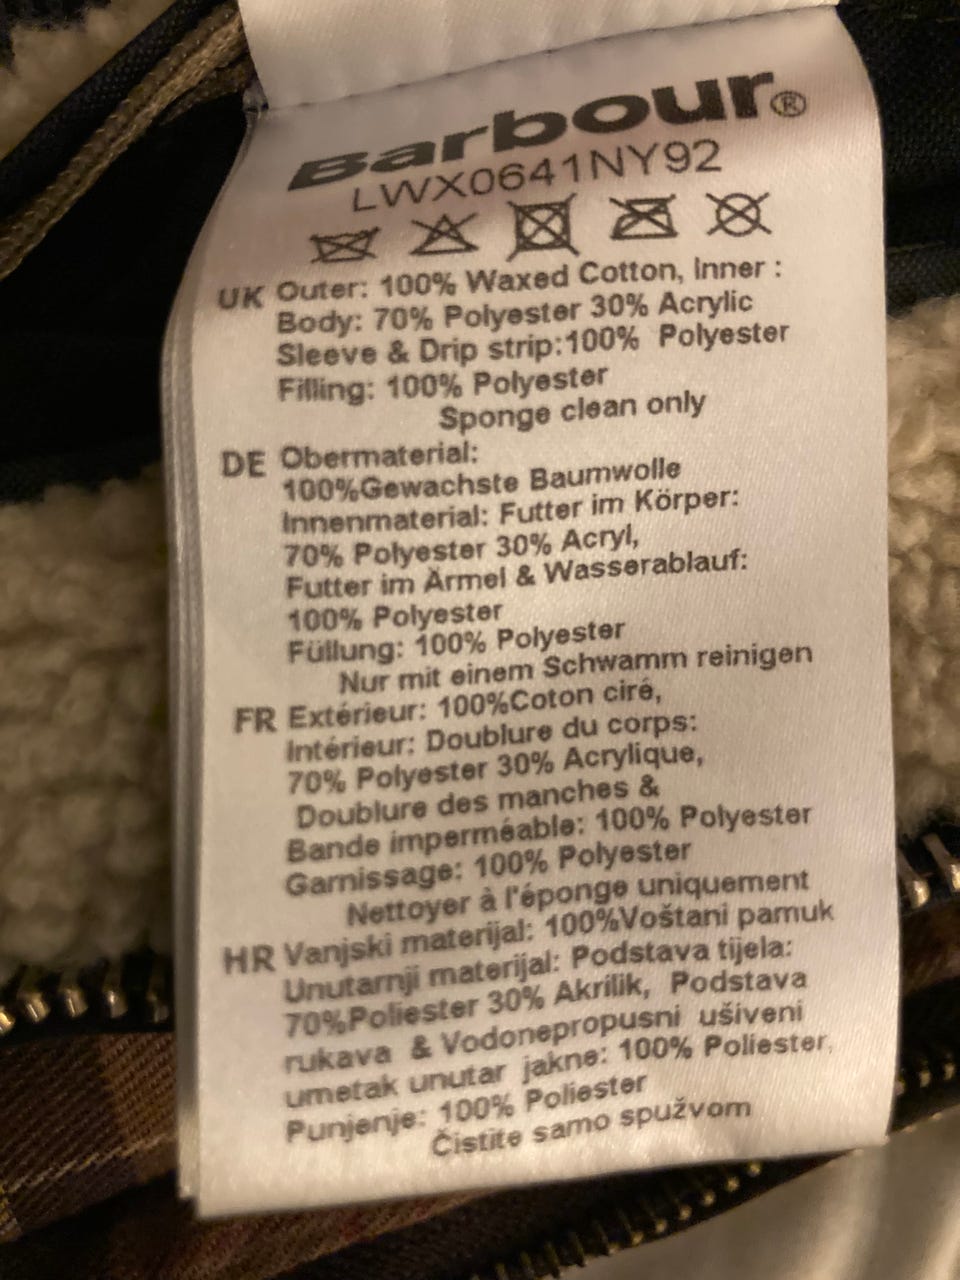 Barbour®
LWX0641NY92
UK Outer: 100% Waxed Cotton, Inner :
Body: 70% Polyester 30% Acrylic
Sleeve & Drip strip:100% Polyester
Filling: 100% Polyester
Sponge clean only
DE Obermaterial:
100%Gewachste Baumwolle
Innenmaterial: Futter im Körper:
70% Polyester 30% Acryl,
Futter im Ärmel & Wasserablauf:
100% Polyester
Füllung: 100% Polyester
Nur mit einem Schwamm reinigen
FR Extérieur: 100%Coton ciré,
Intérieur: Doublure du corps:
70% Polyester 30% Acrylique,
Doublure des manches &
Bande imperméable: 100% Polyester
Garnissage: 100% Polyester
Nettoyer à l'éponge uniquement
HR Vanjski materijal: 100%Voštani pamuk
Unutarnji materijal: Podstava tijela:
70%Poliester 30% Akrilik, Podstava
rukava & Vodonepropusni ušiveni
umetak unutar jakne: 100% Poliester,
Punjenje: 100% Poliester
Čistite samo spužvom